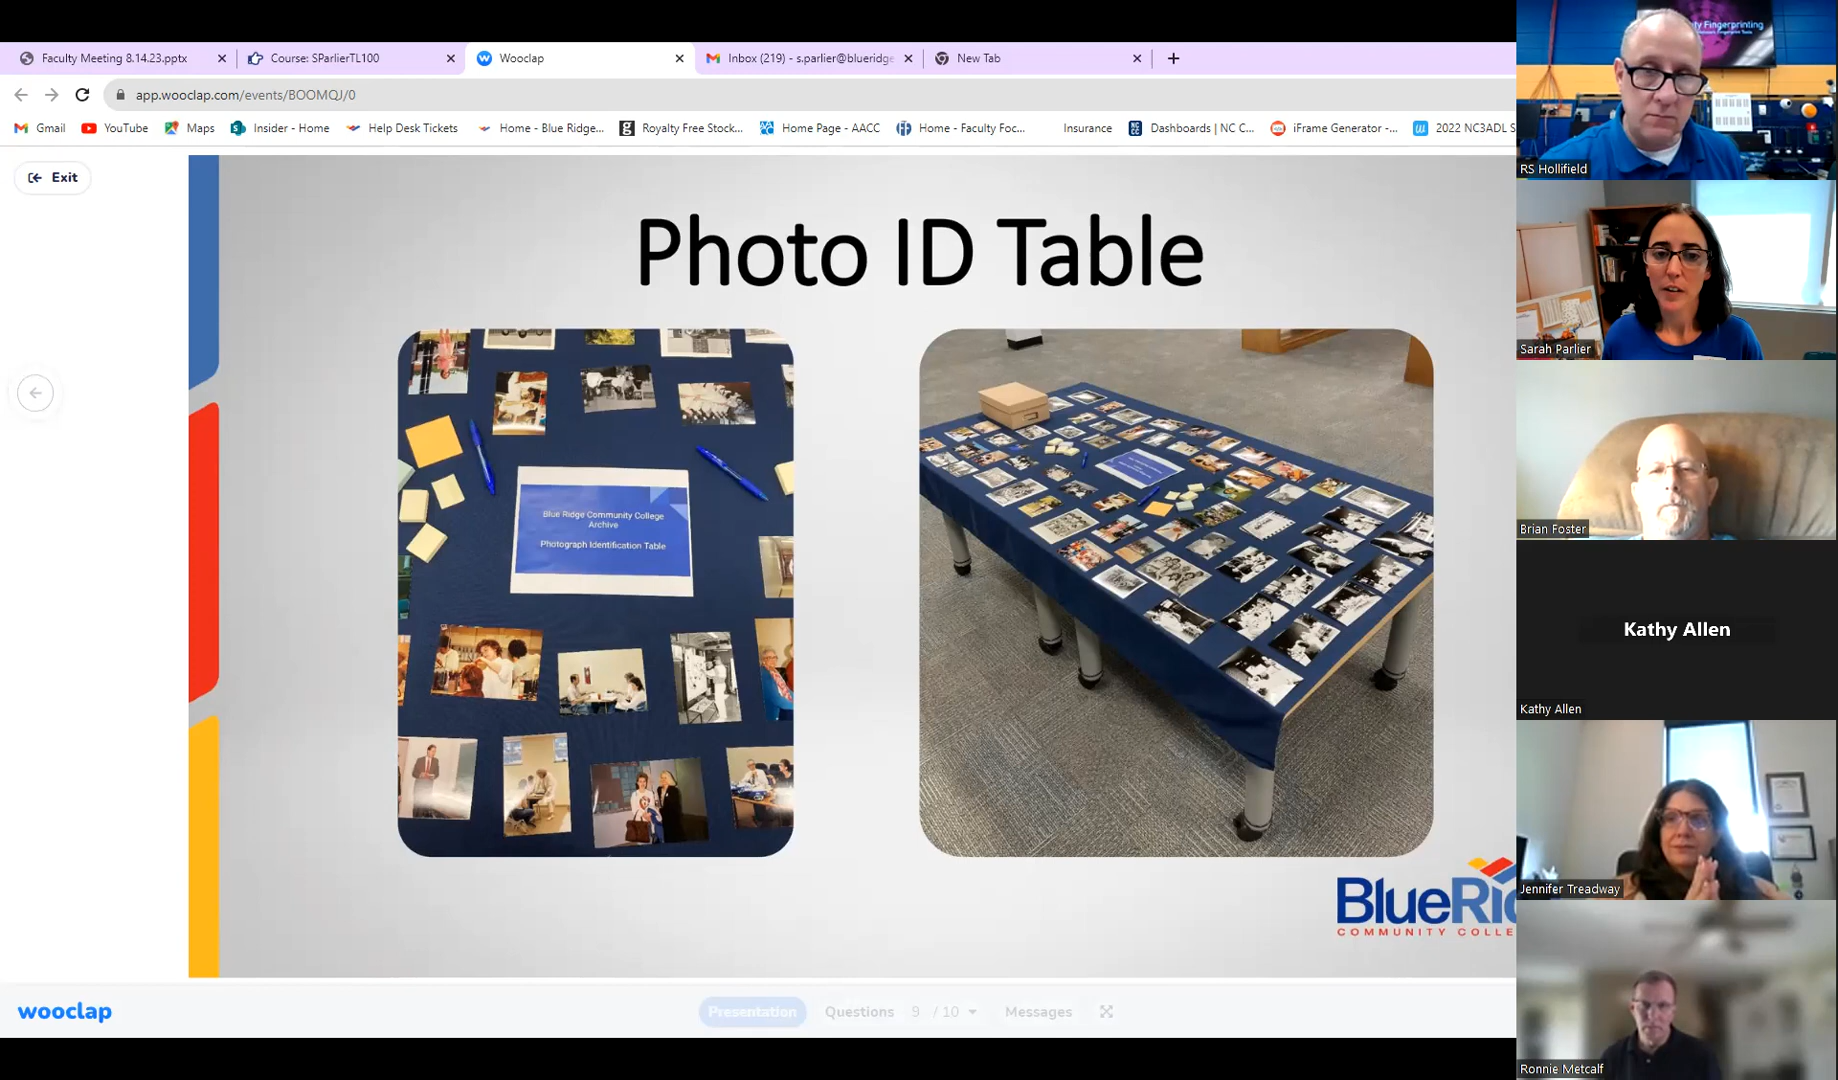 Faculty Meeting 8.14.23.pptx
Course: SParlierTL100
Wooclap
Inbox (219) - s.parlier@blueridge
New Tab
app.wooclap.com/events/BOOMQJ/0
Gmail
YouTube
Maps
Insider - Home
Help Desk Tickets
Home - Blue Ridge...
Royalty Free Stock...
Home Page - AACC
Home - Faculty Foc...
Insurance
Dashboards | NC C...
iFrame Generator -...
2022 NC3ADL S
Exit
Photo ID Table
Blue Ridge Community College
Archive
Photograph Identification Table
BlueRi
COMMUNITY COLLE
wooclap
Presentation
Questions 9 / 10
Messages
Fingerprinting
RS Hollifield
Sarah Parlier
Brian Foster
Kathy Allen
Kathy Allen
Jennifer Treadway
Ronnie Metcalf